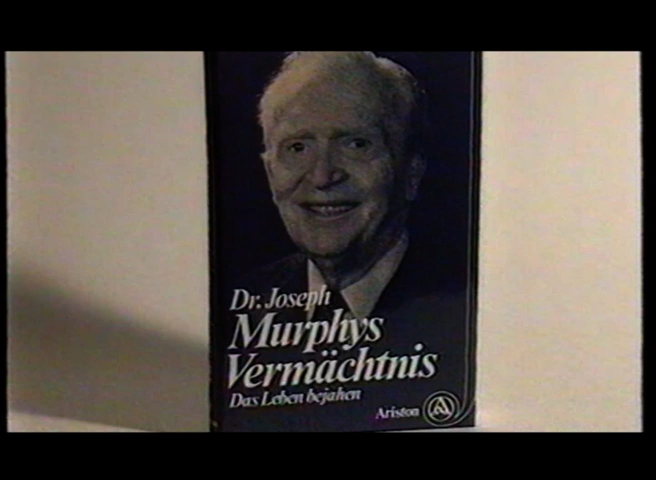 Dr. Joseph
Murphys
Vermächtnis
Das Leben bejahen
Ariston A